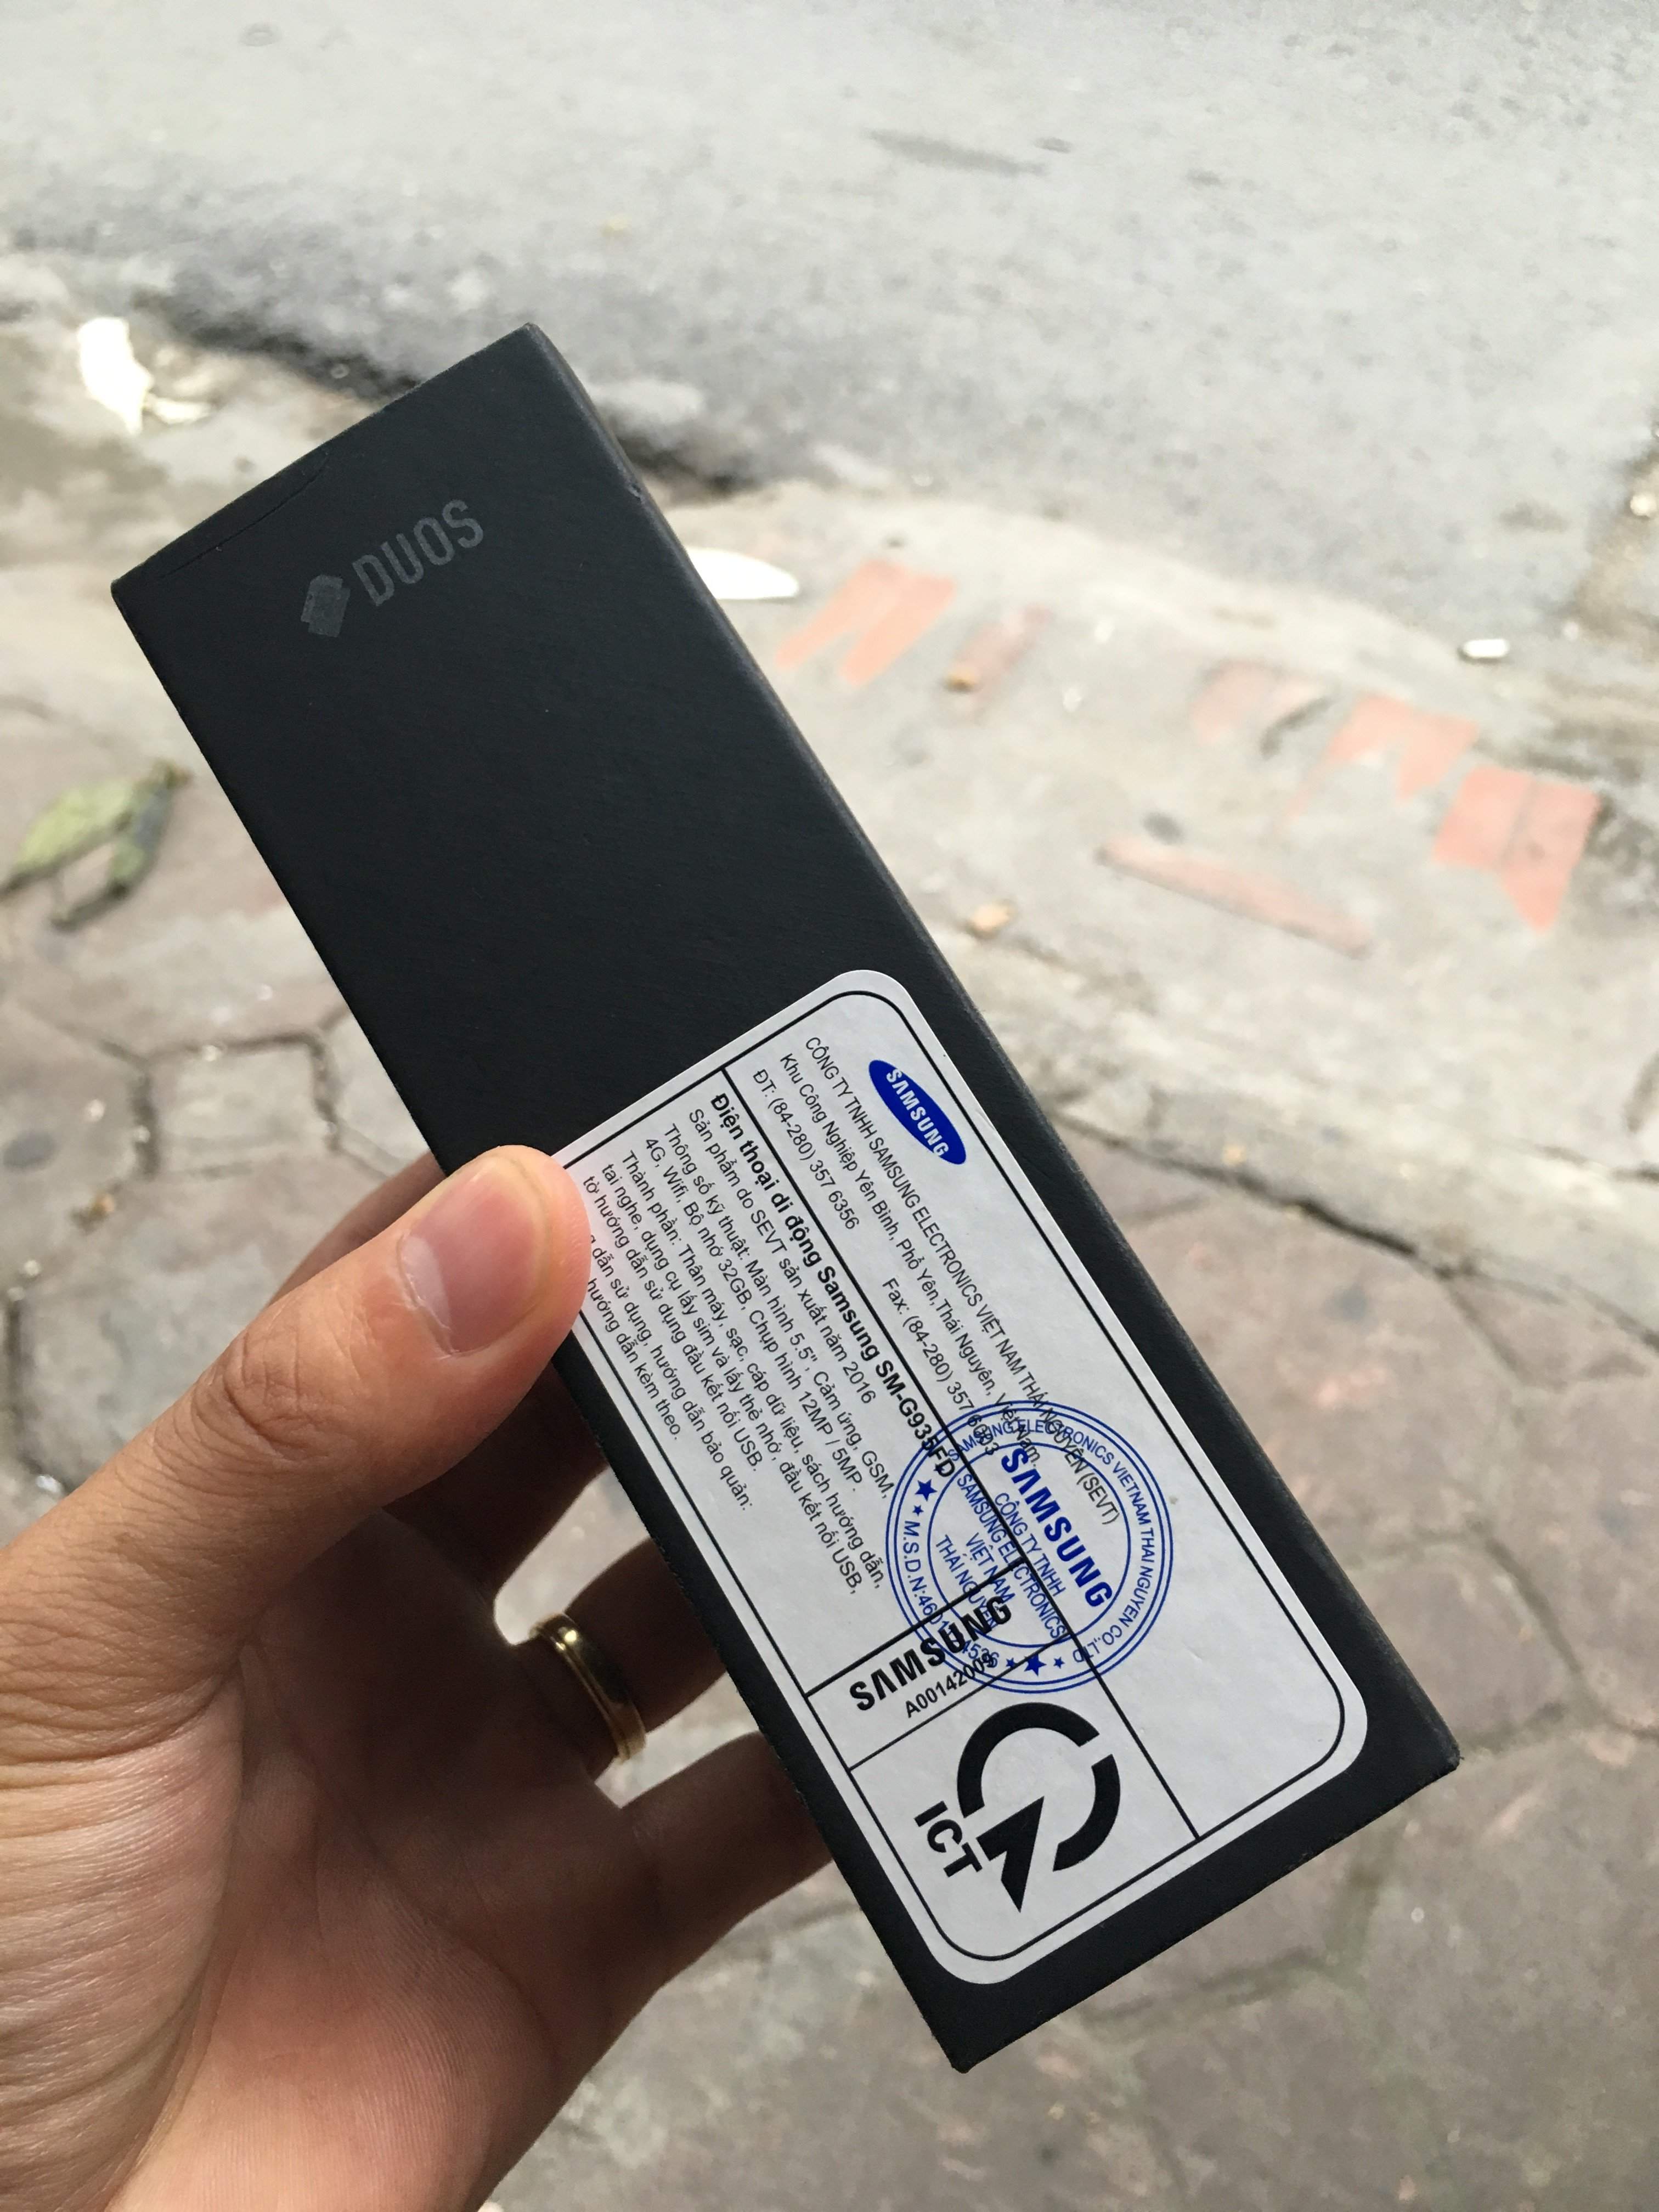 DUOS
SAMSUNG
CÔNG TY TNHH SAMSUNG ELECTRONICS VIỆT NAM THÁI NGUYÊN (SEVT)
Khu Công Nghiệp Yên Bình, Phổ Yên,Thái Nguyên, Việt Nam.
ĐT: (84-280) 357 6356 Fax: (84-280) 357
Điện thoại di động Samsung SM-G935FD
Sản phẩm do SEVT sản xuất năm 2016
Thông số kỹ thuật: Màn hình 5.5", Cảm ứng, GSM,
4G, Wifi, Bộ nhớ 32GB, Chụp hình 12MP / 5MP.
Thành phần: Thân máy, sạc, cáp dữ liệu, sách hướng dẫn,
tai nghe, dụng cụ lấy sim và lấy thẻ nhớ, đầu kết nối USB,
tờ hướng dẫn sử dụng đầu kết nối USB.
dẫn sử dụng, hướng dẫn bảo quản:
hướng dẫn kèm theo.
SAMSUNG ELECTRONICS VIETNAM THAI NGUYEN CO.,LTD
SAMSUNG
CÔNG TY TNHH
SAMSUNG ELECTRONICS
VIỆT NAM
THÁI NGUYÊN
SAMSUNG
ICT